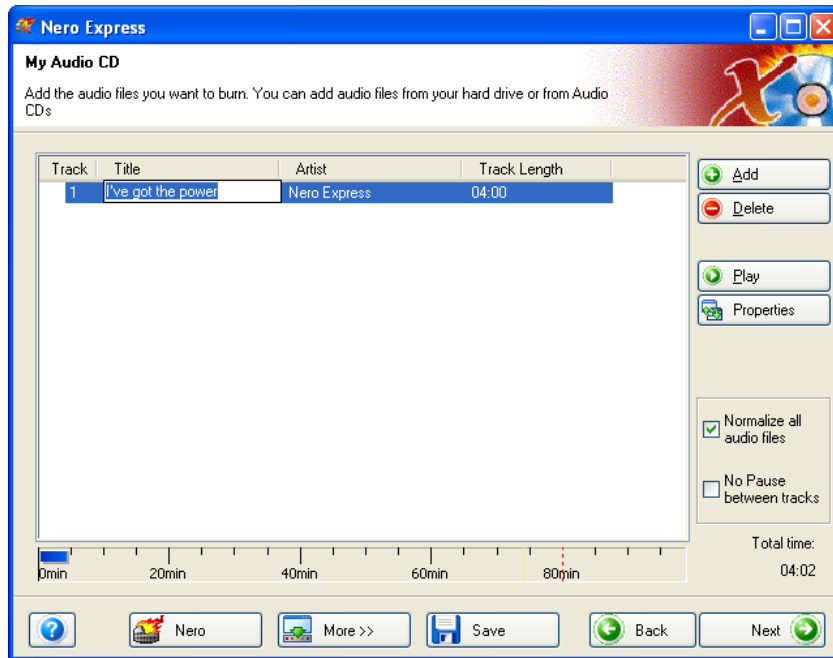 Nero Express
My Audio CD
Add the audio files you want to burn. You can add audio files from your hard drive or from Audio
CDs
Track Title Artist Track Length
1 I've got the power Nero Express 04:00
Add
Delete
Play
Properties
Normalize all
audio files
No Pause
between tracks
Total time:
04:02
0min 20min 40min 60min 80min
? Nero More >> Save Back Next